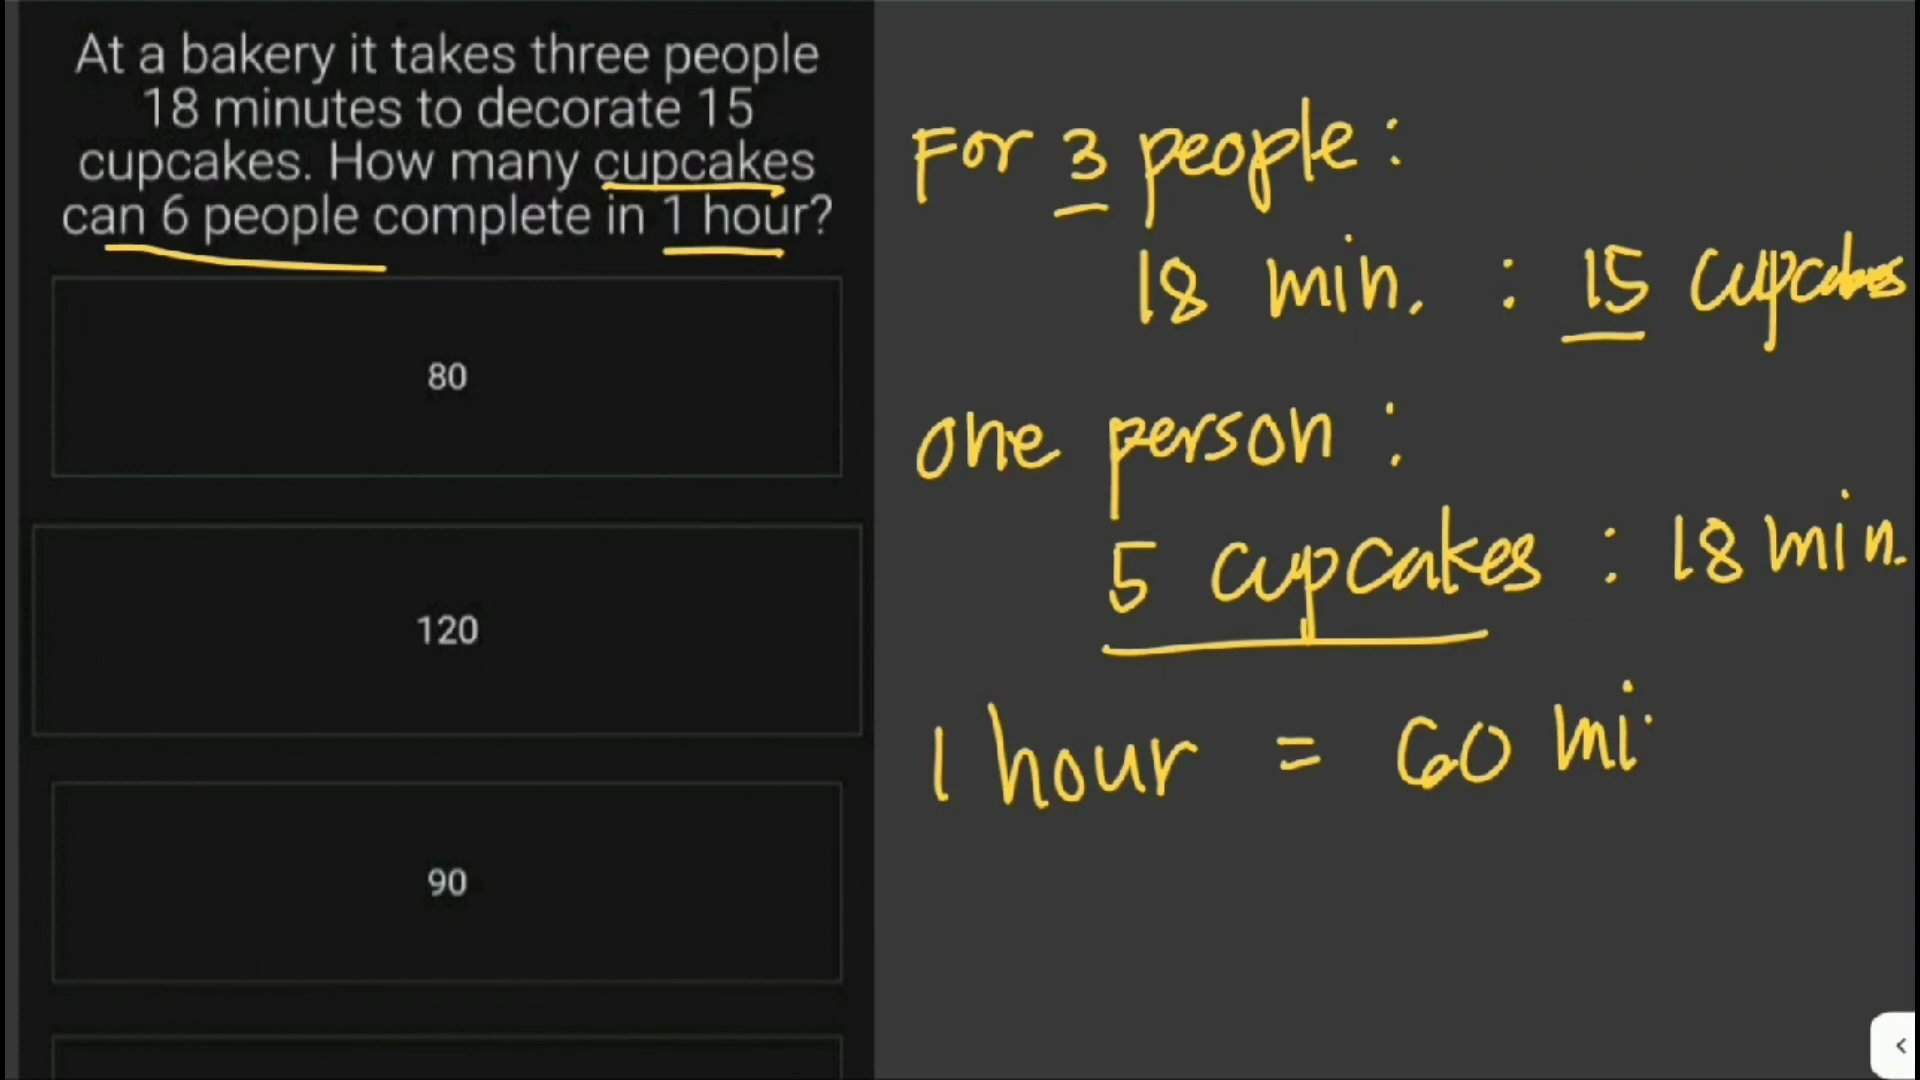 At a bakery it takes three people
18 minutes to decorate 15
cupcakes. How many cupcakes
can 6 people complete in 1 hour?
80
120
90
For 3 people :
18 min. : 15 cupcakes
one person :
5 cupcakes : 18 min.
1 hour = 60 mi
<